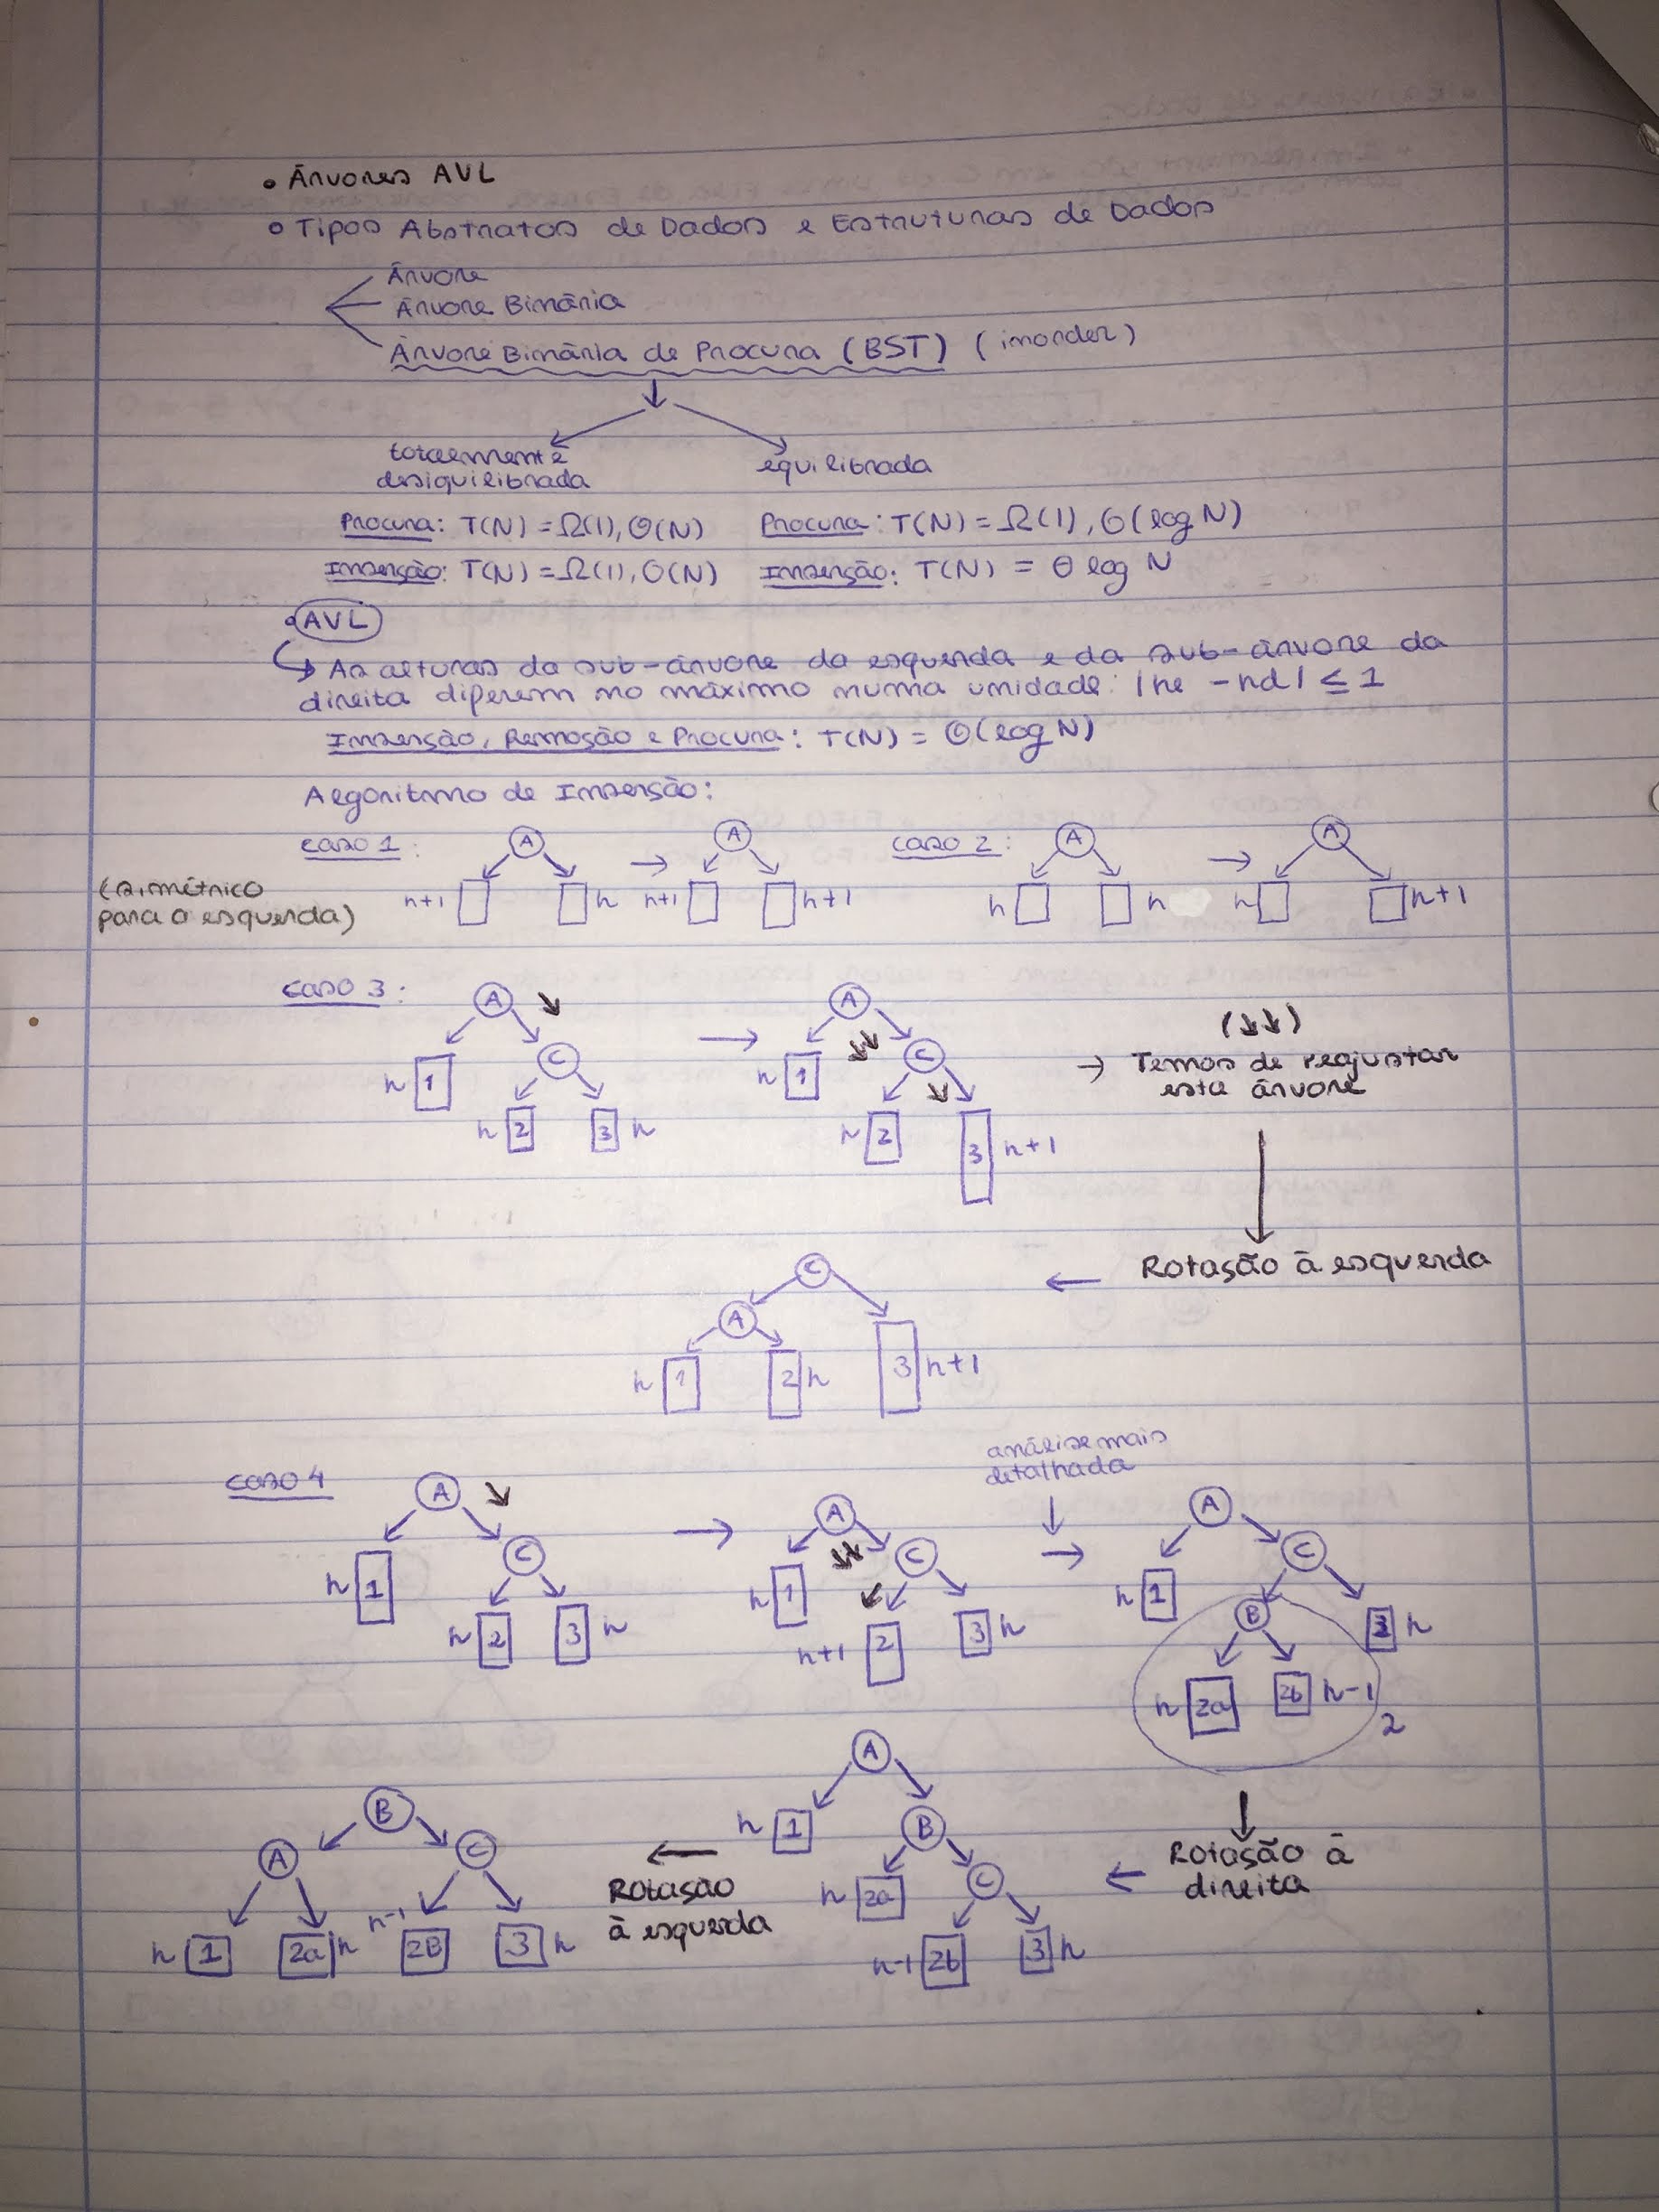 • Árvores AVL
• Tipos Abstratos de Dados e Estruturas de Dados
Árvore
Árvore Binária
Árvore Binária de Procura (BST) (inorder)
totalmente desiquilibrada
equilibrada
Procura: T(N) = Ω(1), O(N) Procura: T(N) = Ω(1), O(log N)
Inserção: T(N) = Ω(1), O(N) Inserção: T(N) = Θ log N
• AVL
↳ As alturas da sub-árvore da esquerda e da sub-árvore da
direita diferem no máximo numa unidade: |he - hd| ≤ 1
Inserção, Remoção e Procura: T(N) = Θ(log N)
Algoritmo de Inserção:
caso 1: A → A caso 2: A → A
(simétrico
para a esquerda)
h+1 h h+1 h+1 h h h h+1
caso 3: A ↘ → A (↘↘)
C C → Temos de reajustar
esta árvore
h 1 h 1
h 2 3 h h 2 3 h+1
C ← Rotação à esquerda
A
h 1 2 h 3 h+1
análise mais
detalhada
caso 4 A ↘ → A → A
C C C
h 1 h 1 h 1 B
h 2 3 h h+1 2 3 h 3 h
h 2a 2b h-1 2
A
B h 1 B ← Rotação à
direita
A C ← Rotação
à esquerda
h 2a C
h 1 2a h h-1 2B 3 h h-1 2b 3 h